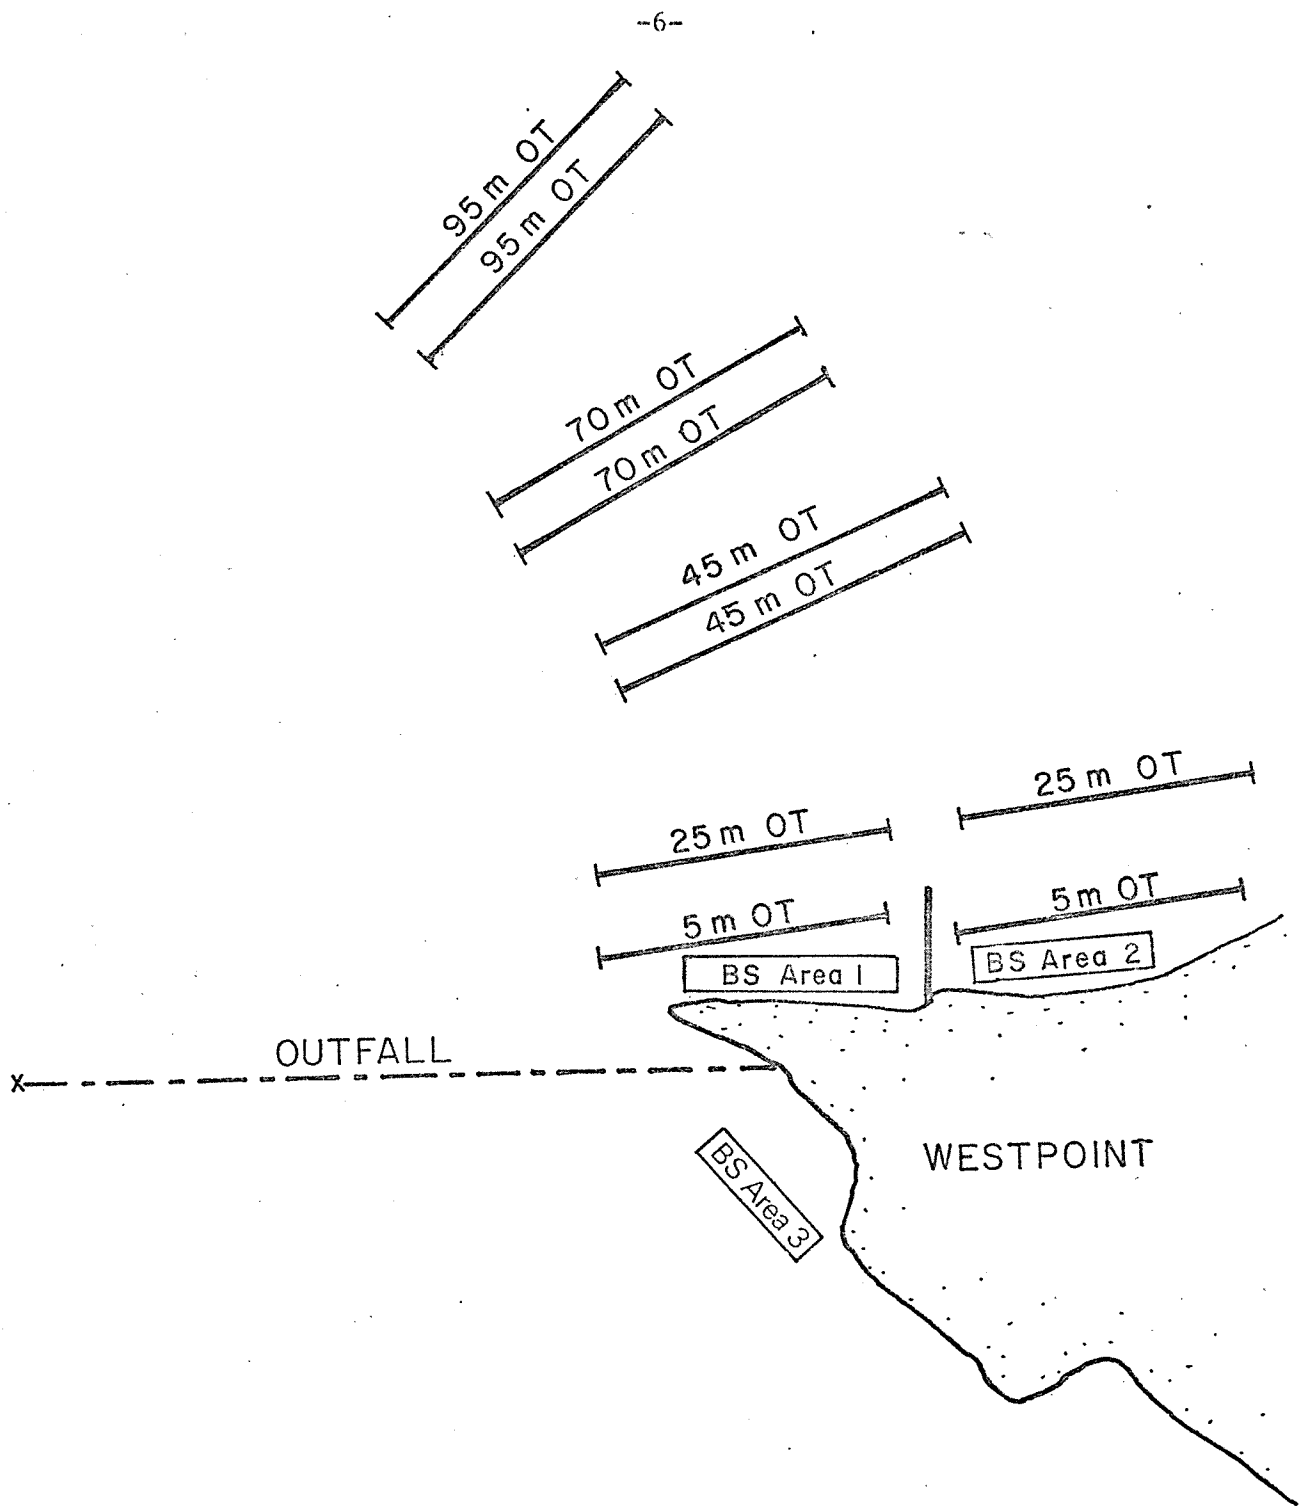 -6-
95 m OT
95 m OT
70 m OT
70 m OT
45 m OT
45 m OT
25 m OT
25 m OT
5 m OT
5 m OT
BS Area 1
BS Area 2
OUTFALL
x
WESTPOINT
BS Area 3